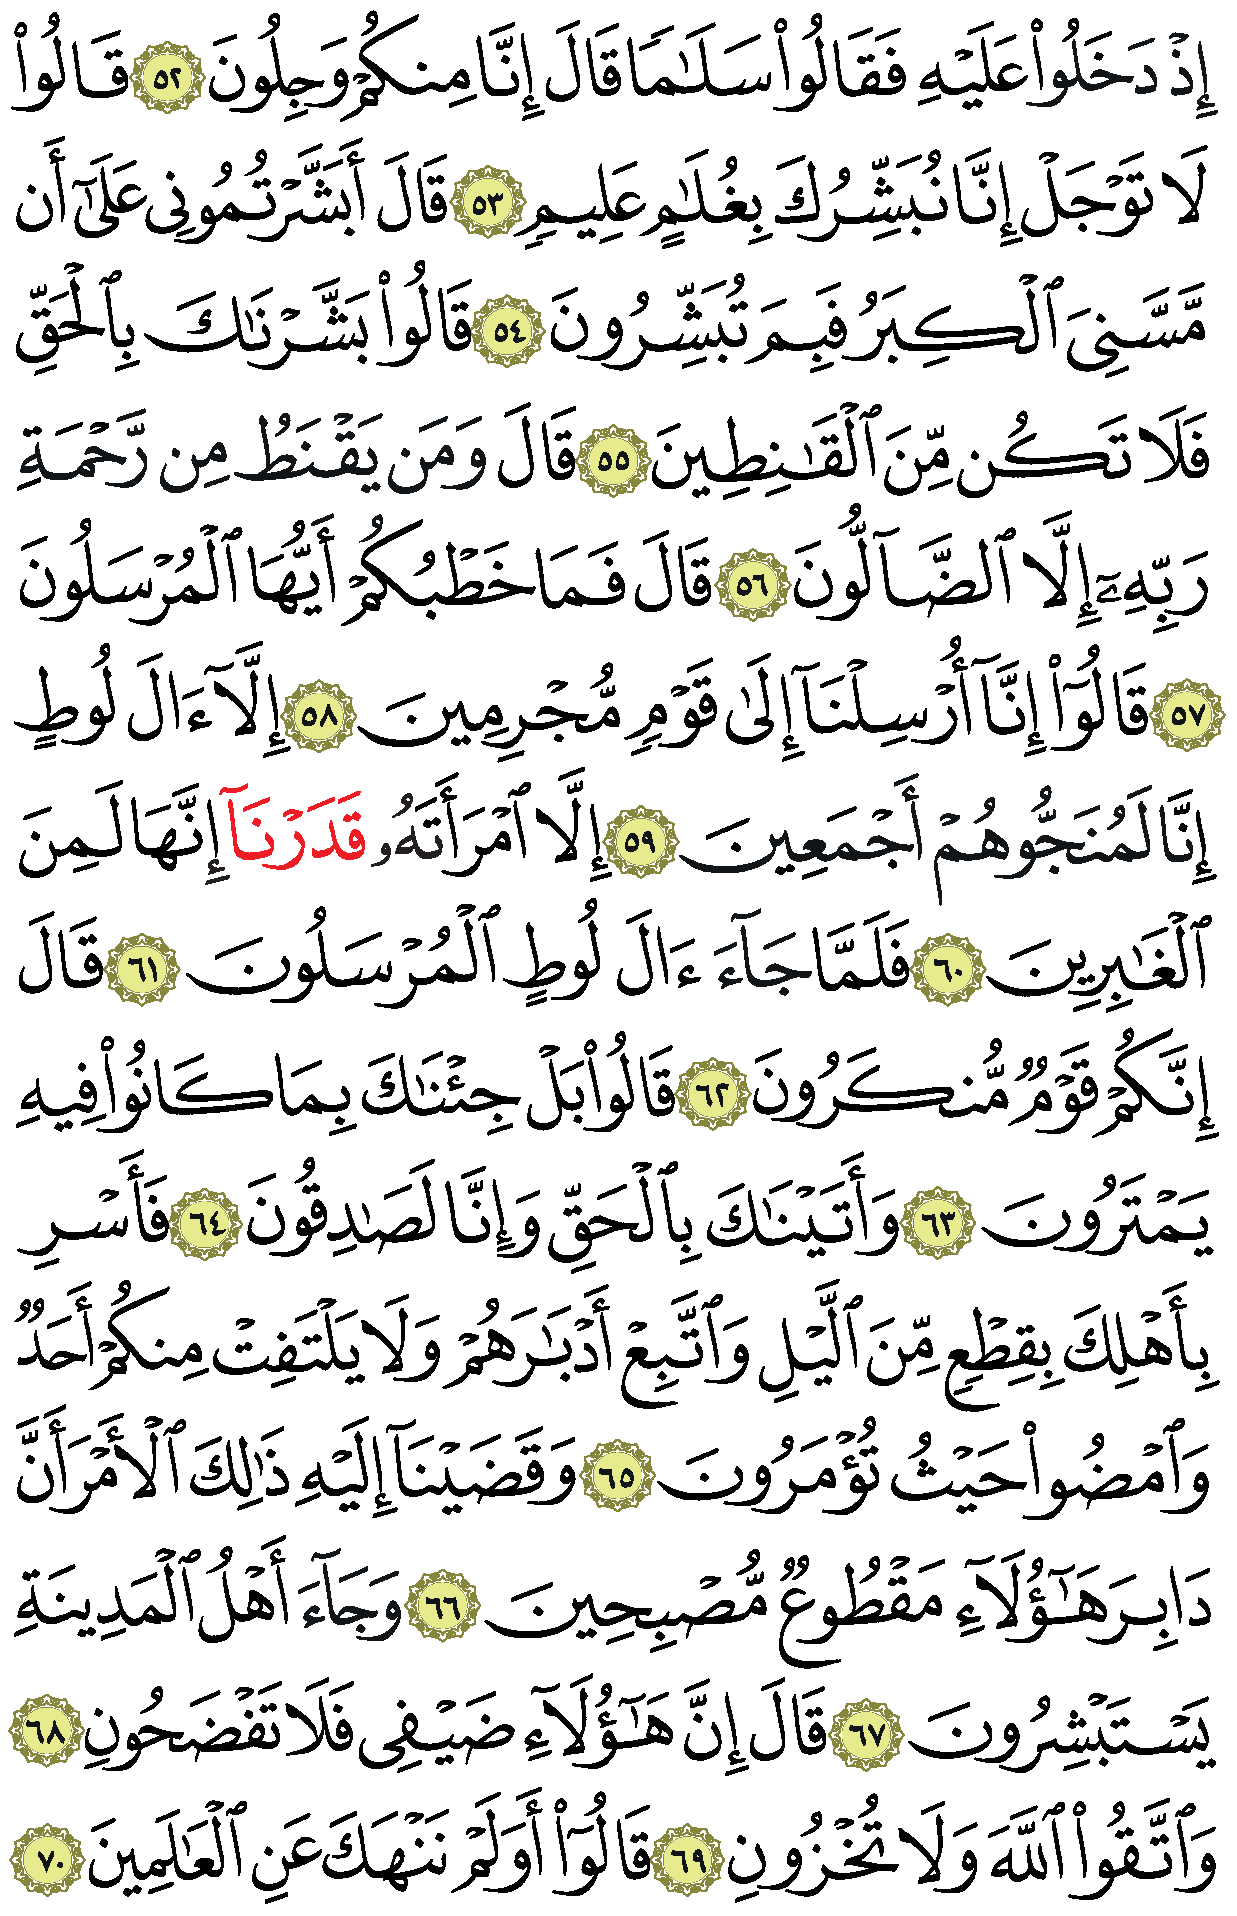 إِذْ دَخَلُوا۟ عَلَيْهِ فَقَالُوا۟ سَلَـٰمًا قَالَ إِنَّا مِنكُمْ وَجِلُونَ ٥٢ قَالُوا۟
لَا تَوْجَلْ إِنَّا نُبَشِّرُكَ بِغُلَـٰمٍ عَلِيمٍ ٥٣ قَالَ أَبَشَّرْتُمُونِى عَلَىٰٓ أَن
مَّسَّنِىَ ٱلْكِبَرُ فَبِمَ تُبَشِّرُونَ ٥٤ قَالُوا۟ بَشَّرْنَـٰكَ بِٱلْحَقِّ
فَلَا تَكُن مِّنَ ٱلْقَـٰنِطِينَ ٥٥ قَالَ وَمَن يَقْنَطُ مِن رَّحْمَةِ
رَبِّهِۦٓ إِلَّا ٱلضَّآلُّونَ ٥٦ قَالَ فَمَا خَطْبُكُمْ أَيُّهَا ٱلْمُرْسَلُونَ
٥٧ قَالُوٓا۟ إِنَّآ أُرْسِلْنَآ إِلَىٰ قَوْمٍ مُّجْرِمِينَ ٥٨ إِلَّآ ءَالَ لُوطٍ
إِنَّا لَمُنَجُّوهُمْ أَجْمَعِينَ ٥٩ إِلَّا ٱمْرَأَتَهُۥ قَدَرْنَآ إِنَّهَا لَمِنَ
ٱلْغَـٰبِرِينَ ٦٠ فَلَمَّا جَآءَ ءَالَ لُوطٍ ٱلْمُرْسَلُونَ ٦١ قَالَ
إِنَّكُمْ قَوْمٌ مُّنكَرُونَ ٦٢ قَالُوا۟ بَلْ جِئْنَـٰكَ بِمَا كَانُوا۟ فِيهِ
يَمْتَرُونَ ٦٣ وَأَتَيْنَـٰكَ بِٱلْحَقِّ وَإِنَّا لَصَـٰدِقُونَ ٦٤ فَأَسْرِ
بِأَهْلِكَ بِقِطْعٍ مِّنَ ٱلَّيْلِ وَٱتَّبِعْ أَدْبَـٰرَهُمْ وَلَا يَلْتَفِتْ مِنكُمْ أَحَدٌ
وَٱمْضُوا۟ حَيْثُ تُؤْمَرُونَ ٦٥ وَقَضَيْنَآ إِلَيْهِ ذَٰلِكَ ٱلْأَمْرَ أَنَّ
دَابِرَ هَـٰٓؤُلَآءِ مَقْطُوعٌ مُّصْبِحِينَ ٦٦ وَجَآءَ أَهْلُ ٱلْمَدِينَةِ
يَسْتَبْشِرُونَ ٦٧ قَالَ إِنَّ هَـٰٓؤُلَآءِ ضَيْفِى فَلَا تَفْضَحُونِ ٦٨
وَٱتَّقُوا۟ ٱللَّهَ وَلَا تُخْزُونِ ٦٩ قَالُوٓا۟ أَوَلَمْ نَنْهَكَ عَنِ ٱلْعَـٰلَمِينَ ٧٠